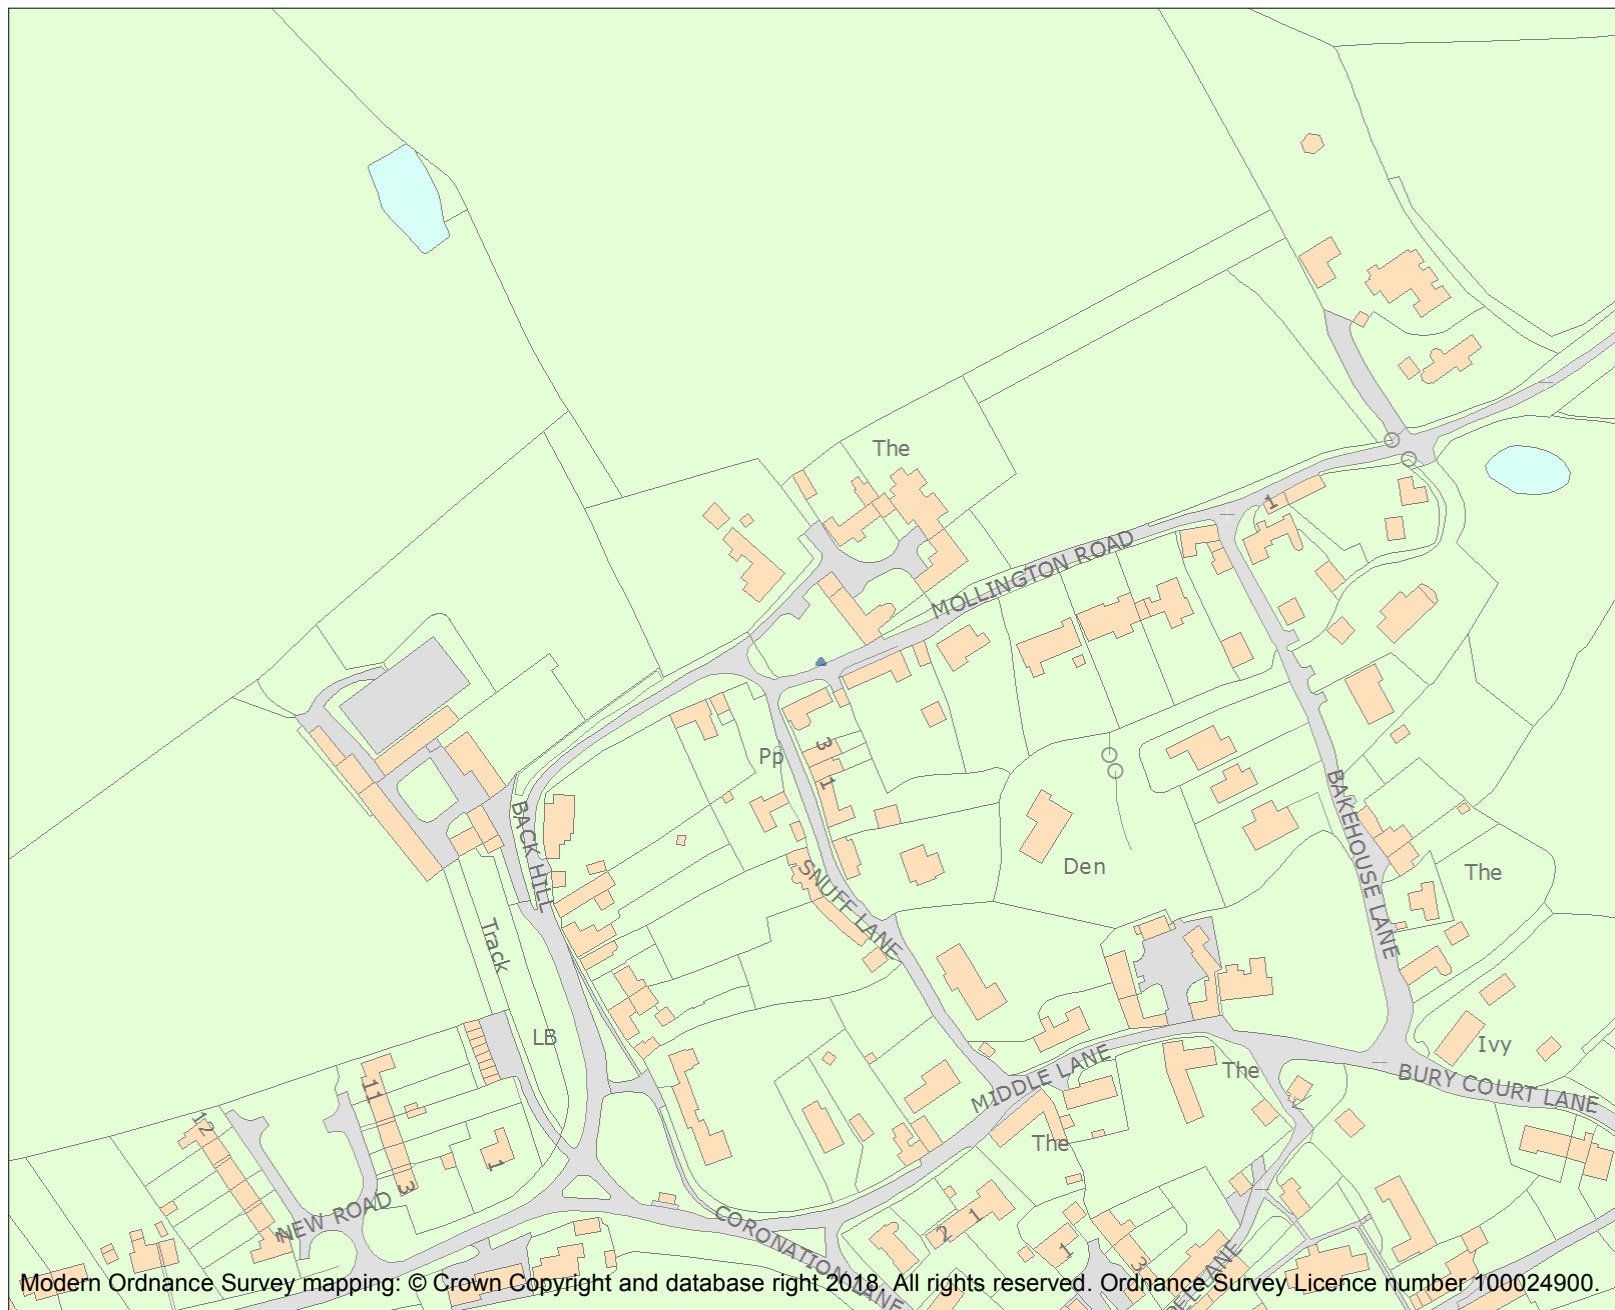 The
1
MOLLINGTON ROAD
3
Pp
1
BACK HILL
BAKEHOUSE LANE
Den
The
SNUFF LANE
Track
LB
Ivy
MIDDLE LANE
The
BURY COURT LANE
11
12
The
1
3
NEW ROAD
CORONATION LANE
2 1
1
3
LANE
Modern Ordnance Survey mapping: © Crown Copyright and database right 2018. All rights reserved. Ordnance Survey Licence number 100024900.